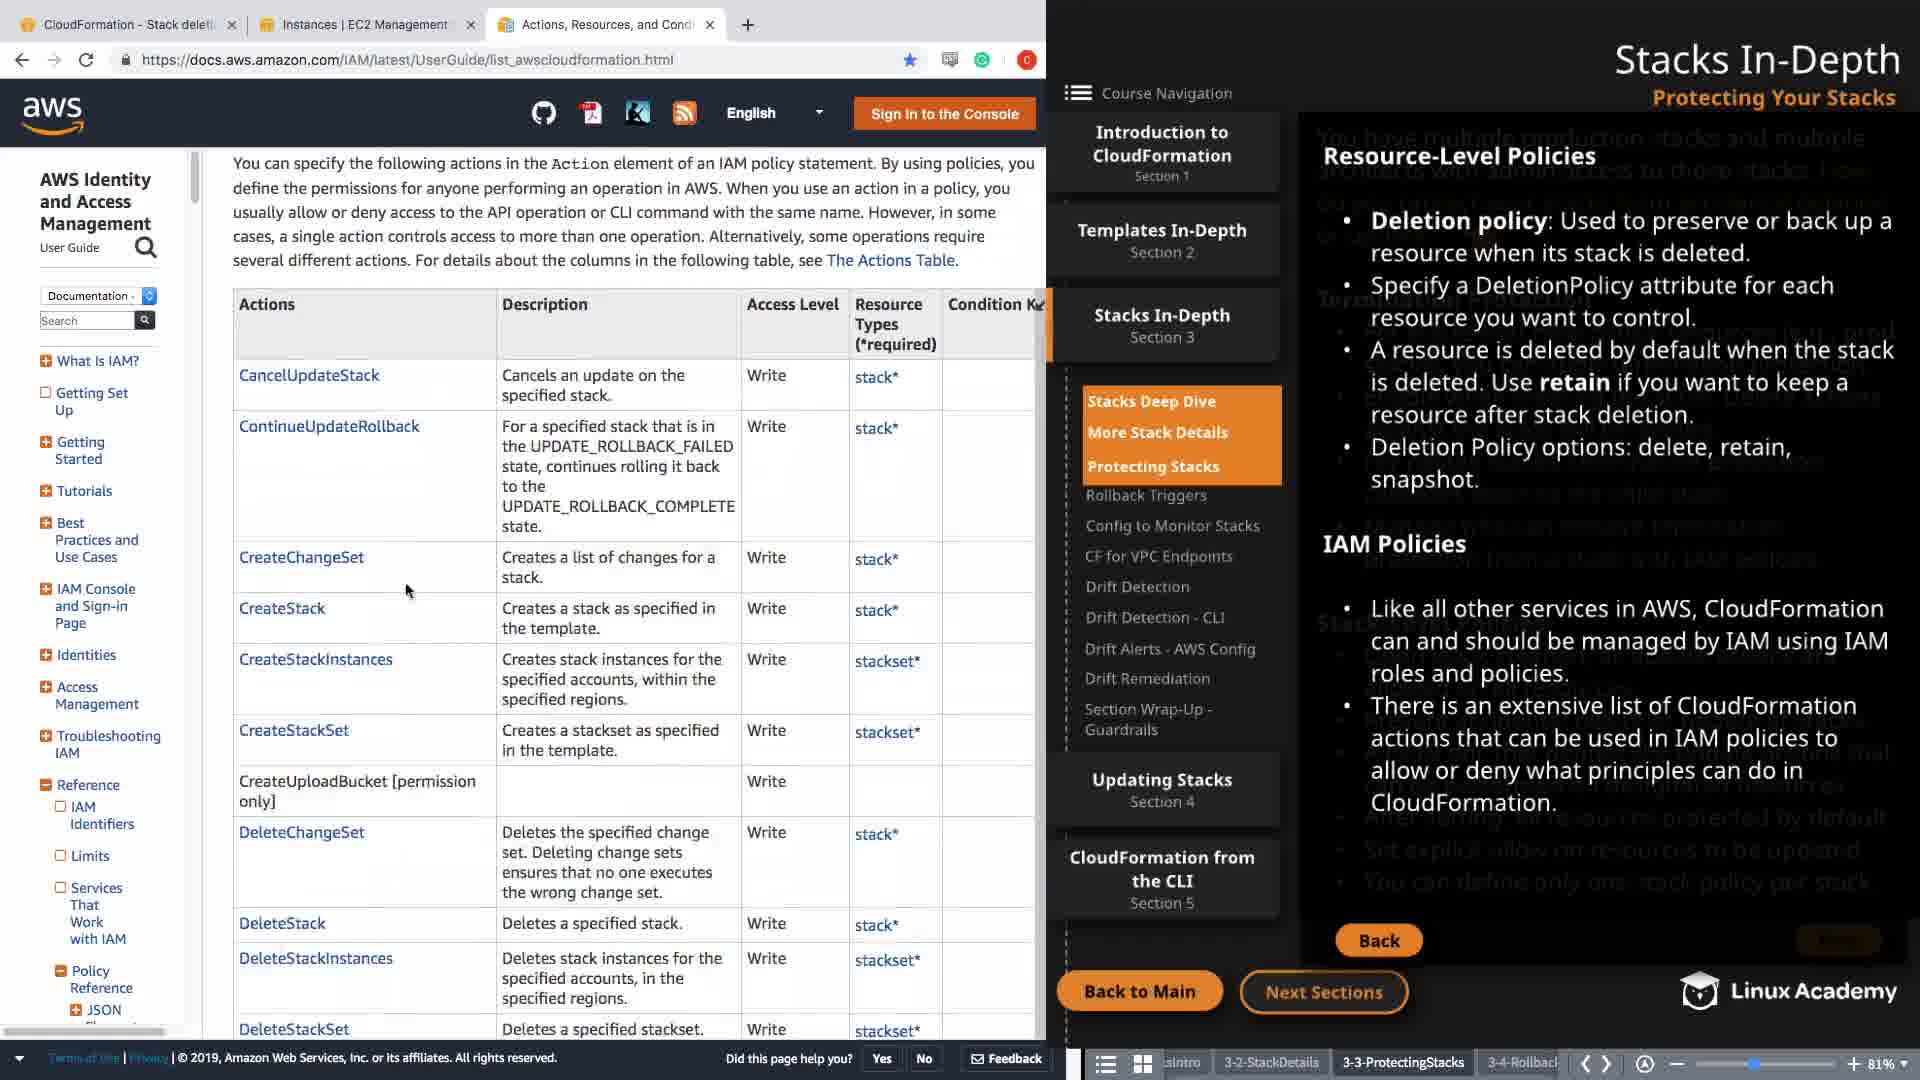 CloudFormation - Stack delet
Instances | EC2 Management
Actions, Resources, and Cond
https://docs.aws.amazon.com/IAM/latest/UserGuide/list_awscloudformation.html
C
aws
English
Sign In to the Console
AWS Identity
and Access
Management
User Guide
Documentation -
Search
What Is IAM?
Getting Set
Up
Getting
Started
Tutorials
Best
Practices and
Use Cases
IAM Console
and Sign-in
Page
Identities
Access
Management
Troubleshooting
IAM
Reference
IAM
Identifiers
Limits
Services
That
Work
with IAM
Policy
Reference
JSON
You can specify the following actions in the Action element of an IAM policy statement. By using policies, you
define the permissions for anyone performing an operation in AWS. When you use an action in a policy, you
usually allow or deny access to the API operation or CLI command with the same name. However, in some
cases, a single action controls access to more than one operation. Alternatively, some operations require
several different actions. For details about the columns in the following table, see The Actions Table.
Actions Description Access Level Resource Types (*required) Condition K
CancelUpdateStack Cancels an update on the Write stack*
specified stack.
ContinueUpdateRollback For a specified stack that is in Write stack*
the UPDATE_ROLLBACK_FAILED
state, continues rolling it back
to the
UPDATE_ROLLBACK_COMPLETE
state.
CreateChangeSet Creates a list of changes for a Write stack*
stack.
CreateStack Creates a stack as specified in Write stack*
the template.
CreateStackInstances Creates stack instances for the Write stackset*
specified accounts, within the
specified regions.
CreateStackSet Creates a stackset as specified Write stackset*
in the template.
CreateUploadBucket [permission Write
only]
DeleteChangeSet Deletes the specified change Write stack*
set. Deleting change sets
ensures that no one executes
the wrong change set.
DeleteStack Deletes a specified stack. Write stack*
DeleteStackInstances Deletes stack instances for the Write stackset*
specified accounts, in the
specified regions.
DeleteStackSet Deletes a specified stackset. Write stackset*
Terms of Use | Privacy | © 2019, Amazon Web Services, Inc. or its affiliates. All rights reserved.
Did this page help you? Yes No Feedback
Stacks In-Depth
Protecting Your Stacks
Course Navigation
Introduction to
CloudFormation
Section 1
Templates In-Depth
Section 2
Stacks In-Depth
Section 3
Stacks Deep Dive
More Stack Details
Protecting Stacks
Rollback Triggers
Config to Monitor Stacks
CF for VPC Endpoints
Drift Detection
Drift Detection - CLI
Drift Alerts - AWS Config
Drift Remediation
Section Wrap-Up -
Guardrails
Updating Stacks
Section 4
CloudFormation from
the CLI
Section 5
Back to Main
Next Sections
Resource-Level Policies
• Deletion policy: Used to preserve or back up a
resource when its stack is deleted.
• Specify a DeletionPolicy attribute for each
resource you want to control.
• A resource is deleted by default when the stack
is deleted. Use retain if you want to keep a
resource after stack deletion.
• Deletion Policy options: delete, retain,
snapshot.
IAM Policies
• Like all other services in AWS, CloudFormation
can and should be managed by IAM using IAM
roles and policies.
• There is an extensive list of CloudFormation
actions that can be used in IAM policies to
allow or deny what principles can do in
CloudFormation.
Set explicit allow on resources to be updated
You can define only one stack policy per stack
Back
Linux Academy
3-2-StackDetails
3-3-ProtectingStacks
3-4-Rollback
81%